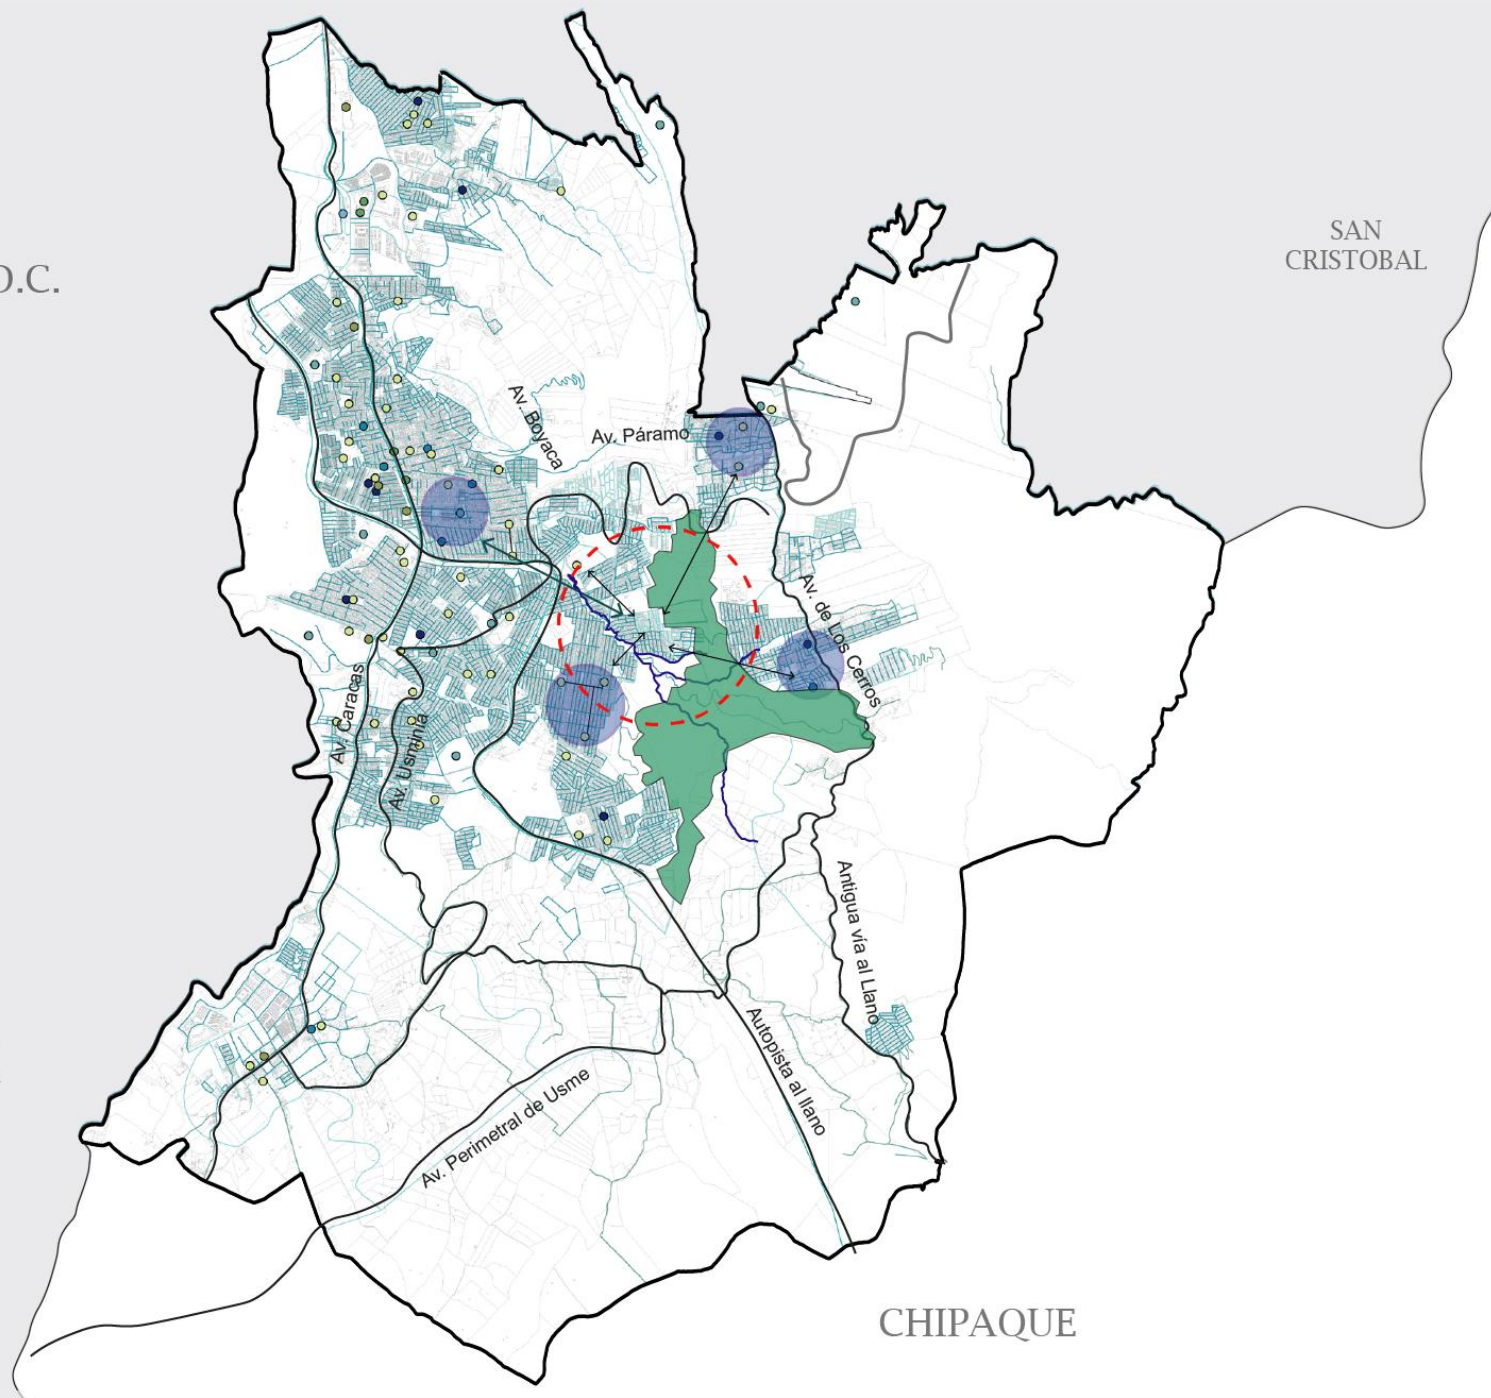 SAN
CRISTOBAL
D.C.
Av. Boyaca
Av. Páramo
Av. de Los Cerros
Av. Caracas
Av. Usminia
Antigua vía al Llano
Autopista al llano
Av. Perimetral de Usme
CHIPAQUE